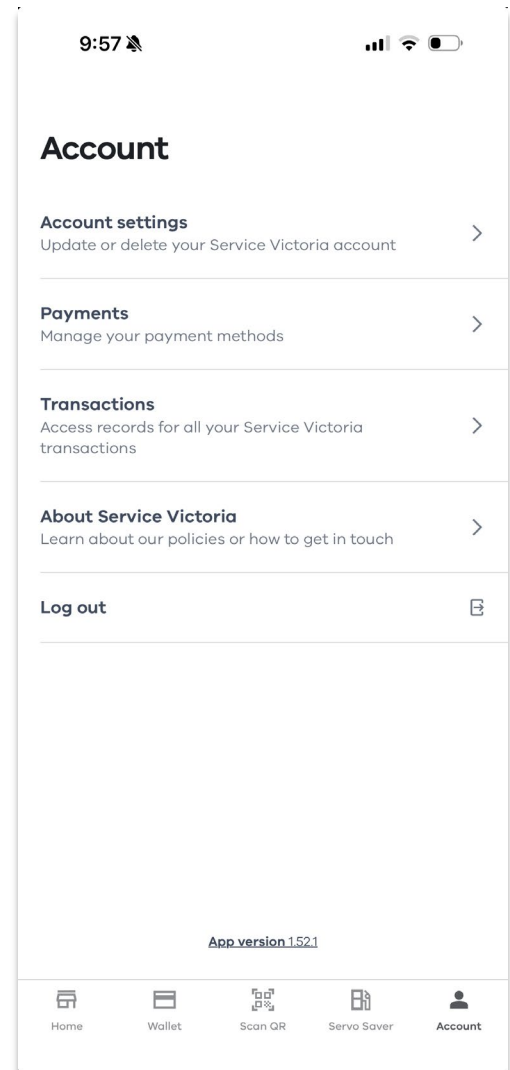 9:57
Account
Account settings
Update or delete your Service Victoria account
Payments
Manage your payment methods
Transactions
Access records for all your Service Victoria
transactions
About Service Victoria
Learn about our policies or how to get in touch
Log out
App version 1.52.1
Home Wallet Scan QR Servo Saver Account